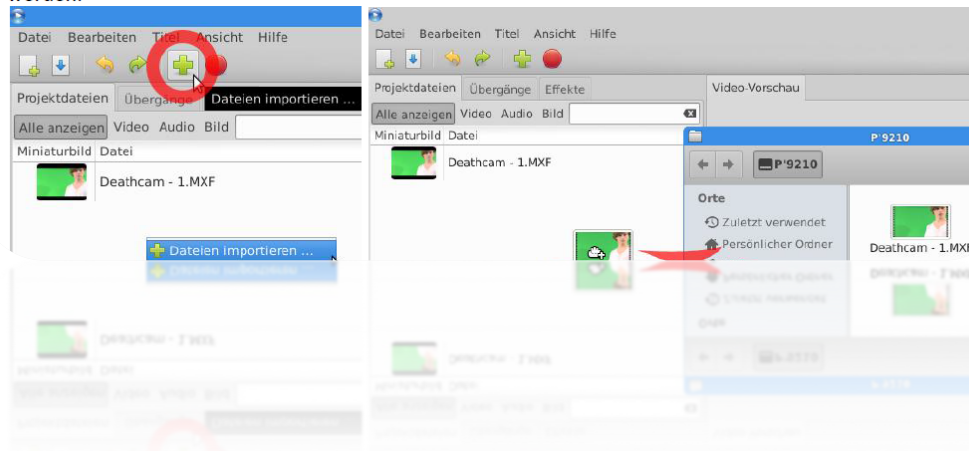 werden.
Datei Bearbeiten Titel Ansicht Hilfe
Projektdateien Übergänge Dateien importieren ...
Alle anzeigen Video Audio Bild
Miniaturbild Datei
Deathcam - 1.MXF
Dateien importieren ...
Datei Bearbeiten Titel Ansicht Hilfe
Projektdateien Übergänge Effekte Video-Vorschau
Alle anzeigen Video Audio Bild
Miniaturbild Datei
Deathcam - 1.MXF
P'9210
P'9210
Orte
Zuletzt verwendet
Persönlicher Ordner
Deathcam - 1.MXF